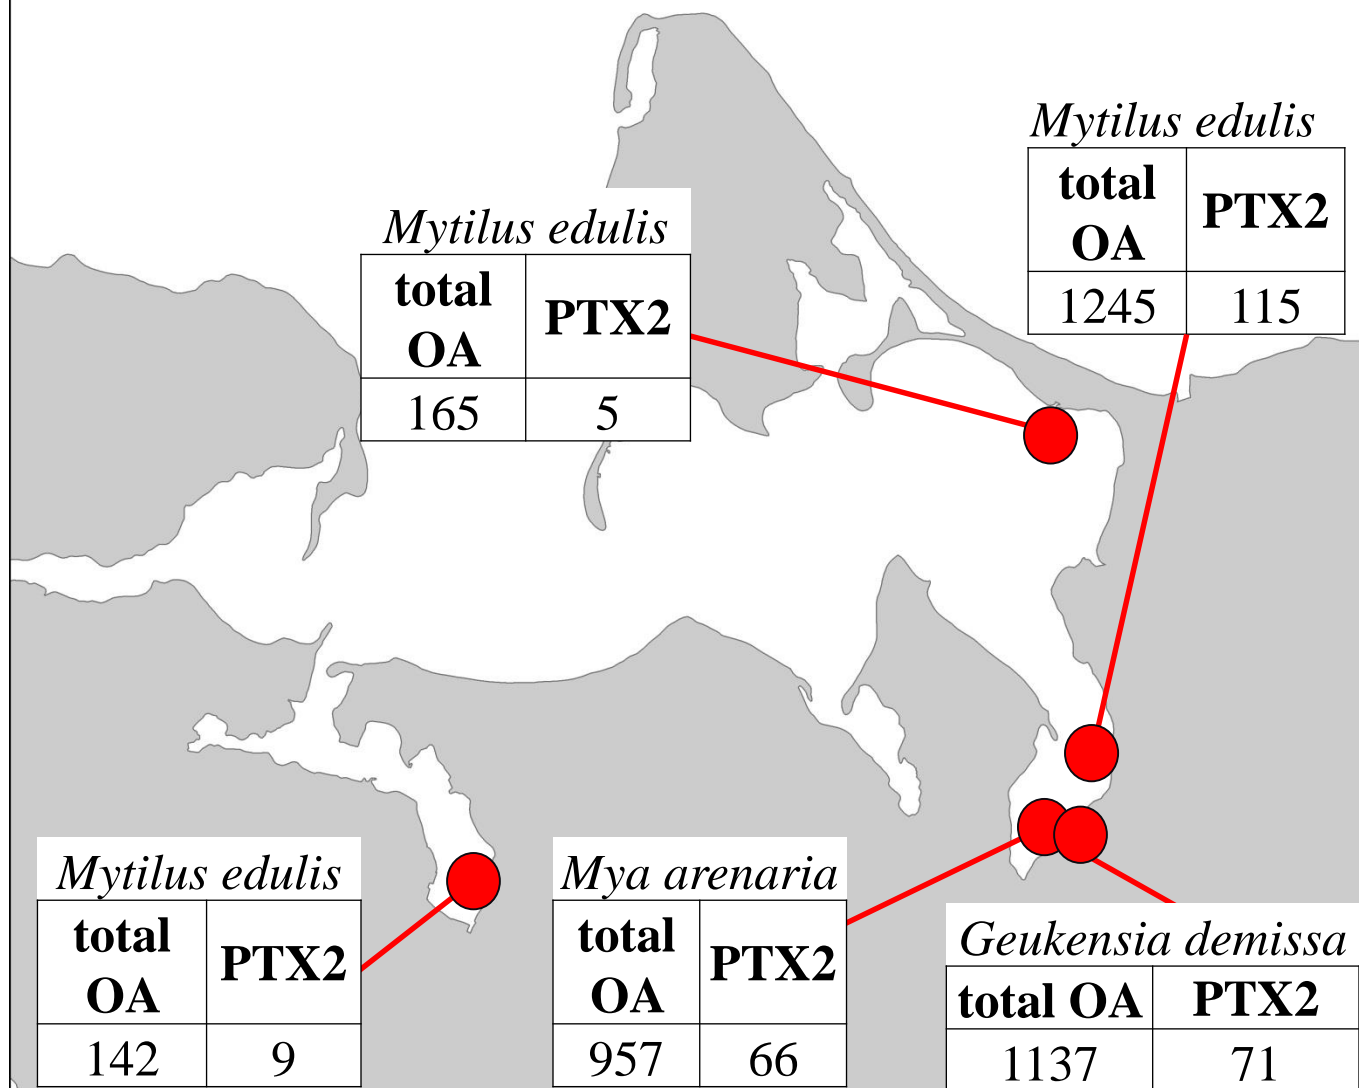 Mytilus edulis
total
OA
PTX2
1245 115
Mytilus edulis
total
OA
PTX2
165 5
Mytilus edulis
total
OA
PTX2
142 9
Mya arenaria
total
OA
PTX2
957 66
Geukensia demissa
total OA PTX2
1137 71